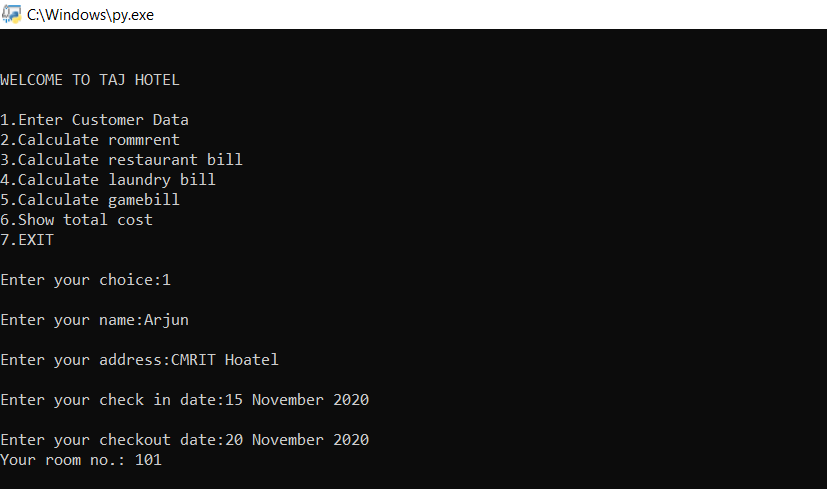 C:\Windows\py.exe
WELCOME TO TAJ HOTEL
1.Enter Customer Data
2.Calculate rommrent
3.Calculate restaurant bill
4.Calculate laundry bill
5.Calculate gamebill
6.Show total cost
7.EXIT
Enter your choice:1
Enter your name:Arjun
Enter your address:CMRIT Hoatel
Enter your check in date:15 November 2020
Enter your checkout date:20 November 2020
Your room no.: 101